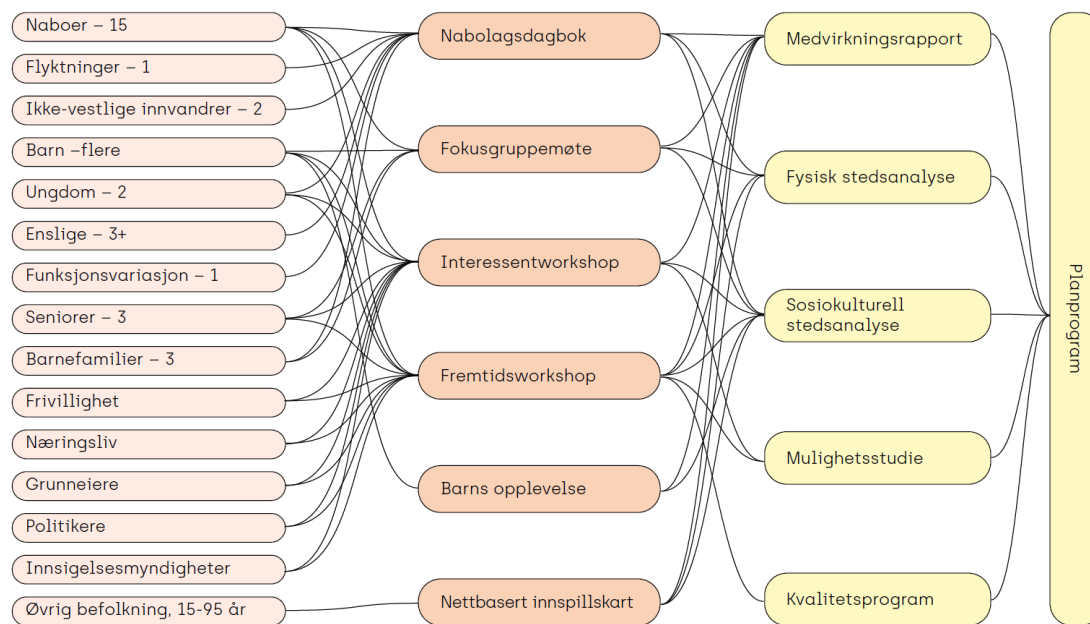 Naboer – 15
Flyktninger – 1
Ikke-vestlige innvandrer – 2
Barn –flere
Ungdom – 2
Enslige – 3+
Funksjonsvariasjon – 1
Seniorer – 3
Barnefamilier – 3
Frivillighet
Næringsliv
Grunneiere
Politikere
Innsigelsesmyndigheter
Øvrig befolkning, 15-95 år
Nabolagsdagbok
Fokusgruppemøte
Interessentworkshop
Fremtidsworkshop
Barns opplevelse
Nettbasert innspillskart
Medvirkningsrapport
Fysisk stedsanalyse
Sosiokulturell
stedsanalyse
Mulighetsstudie
Kvalitetsprogram
Planprogram